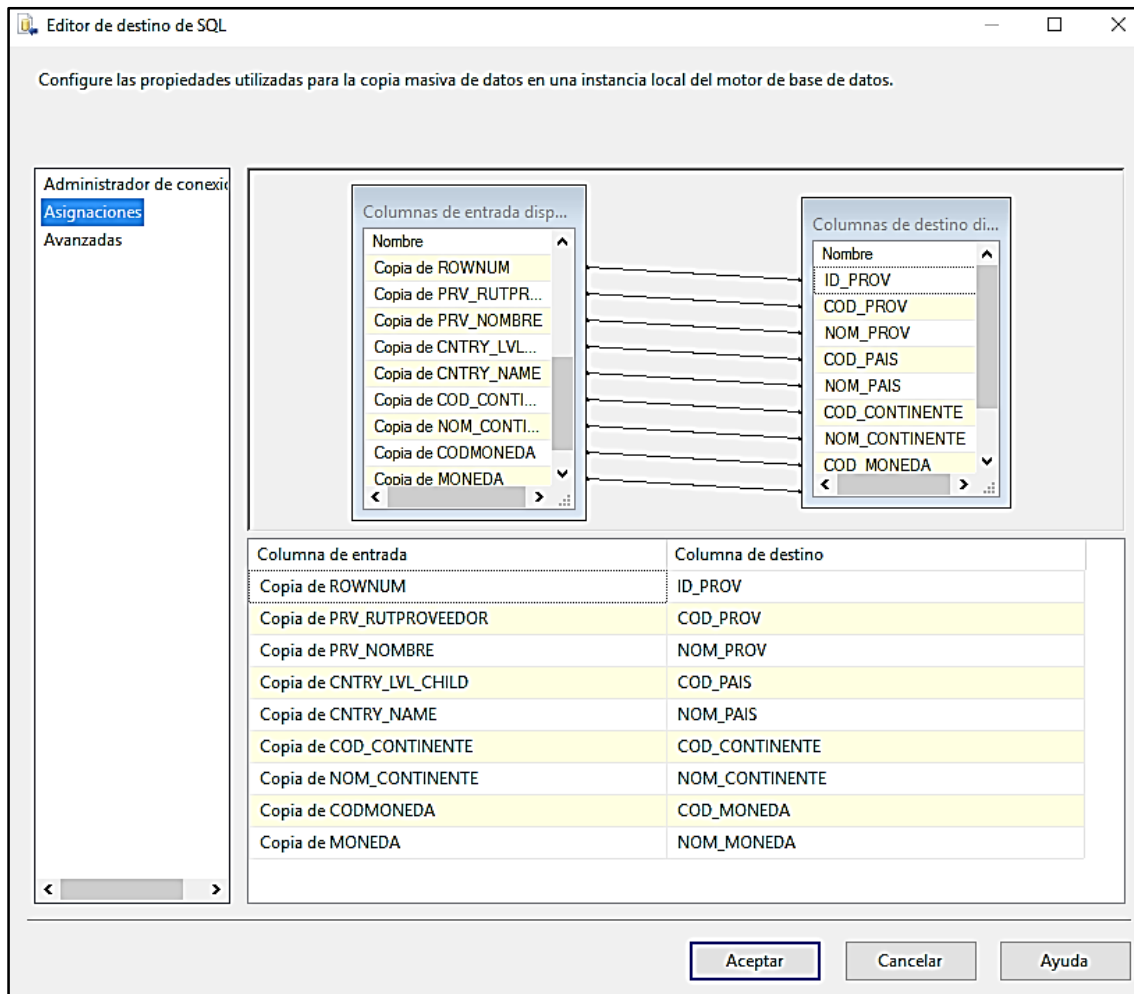 Editor de destino de SQL
Configure las propiedades utilizadas para la copia masiva de datos en una instancia local del motor de base de datos.
Administrador de conexi
Asignaciones
Avanzadas
Columnas de entrada disp...
Nombre
Copia de ROWNUM
Copia de PRV_RUTPR...
Copia de PRV_NOMBRE
Copia de CNTRY_LVL...
Copia de CNTRY_NAME
Copia de COD_CONTI...
Copia de NOM_CONTI...
Copia de CODMONEDA
Copia de MONEDA
Columnas de destino di...
Nombre
ID_PROV
COD_PROV
NOM_PROV
COD_PAIS
NOM_PAIS
COD_CONTINENTE
NOM_CONTINENTE
COD_MONEDA
Columna de entrada Columna de destino
Copia de ROWNUM ID_PROV
Copia de PRV_RUTPROVEEDOR COD_PROV
Copia de PRV_NOMBRE NOM_PROV
Copia de CNTRY_LVL_CHILD COD_PAIS
Copia de CNTRY_NAME NOM_PAIS
Copia de COD_CONTINENTE COD_CONTINENTE
Copia de NOM_CONTINENTE NOM_CONTINENTE
Copia de CODMONEDA COD_MONEDA
Copia de MONEDA NOM_MONEDA
Aceptar Cancelar Ayuda